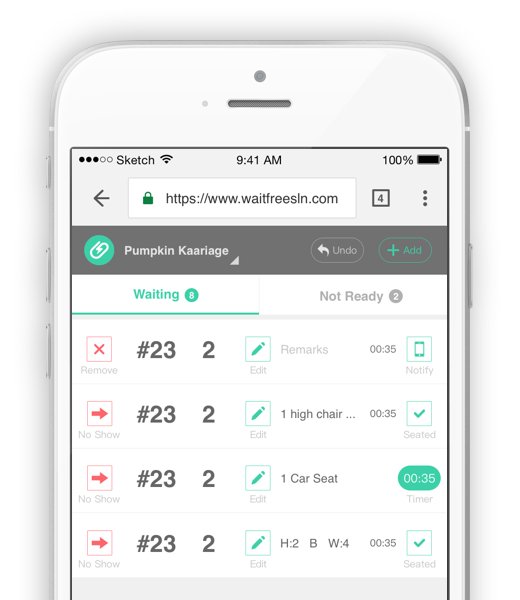 Sketch 9:41 AM 100%
https://www.waitfreesln.com 4
Pumpkin Kaariage Undo Add
Waiting 8 Not Ready 2
#23 2 Remarks 00:35
Remove Edit Notify
#23 2 1 high chair ... 00:35
No Show Edit Seated
#23 2 1 Car Seat 00:35
No Show Edit Timer
#23 2 H:2 B W:4 00:35
No Show Edit Seated